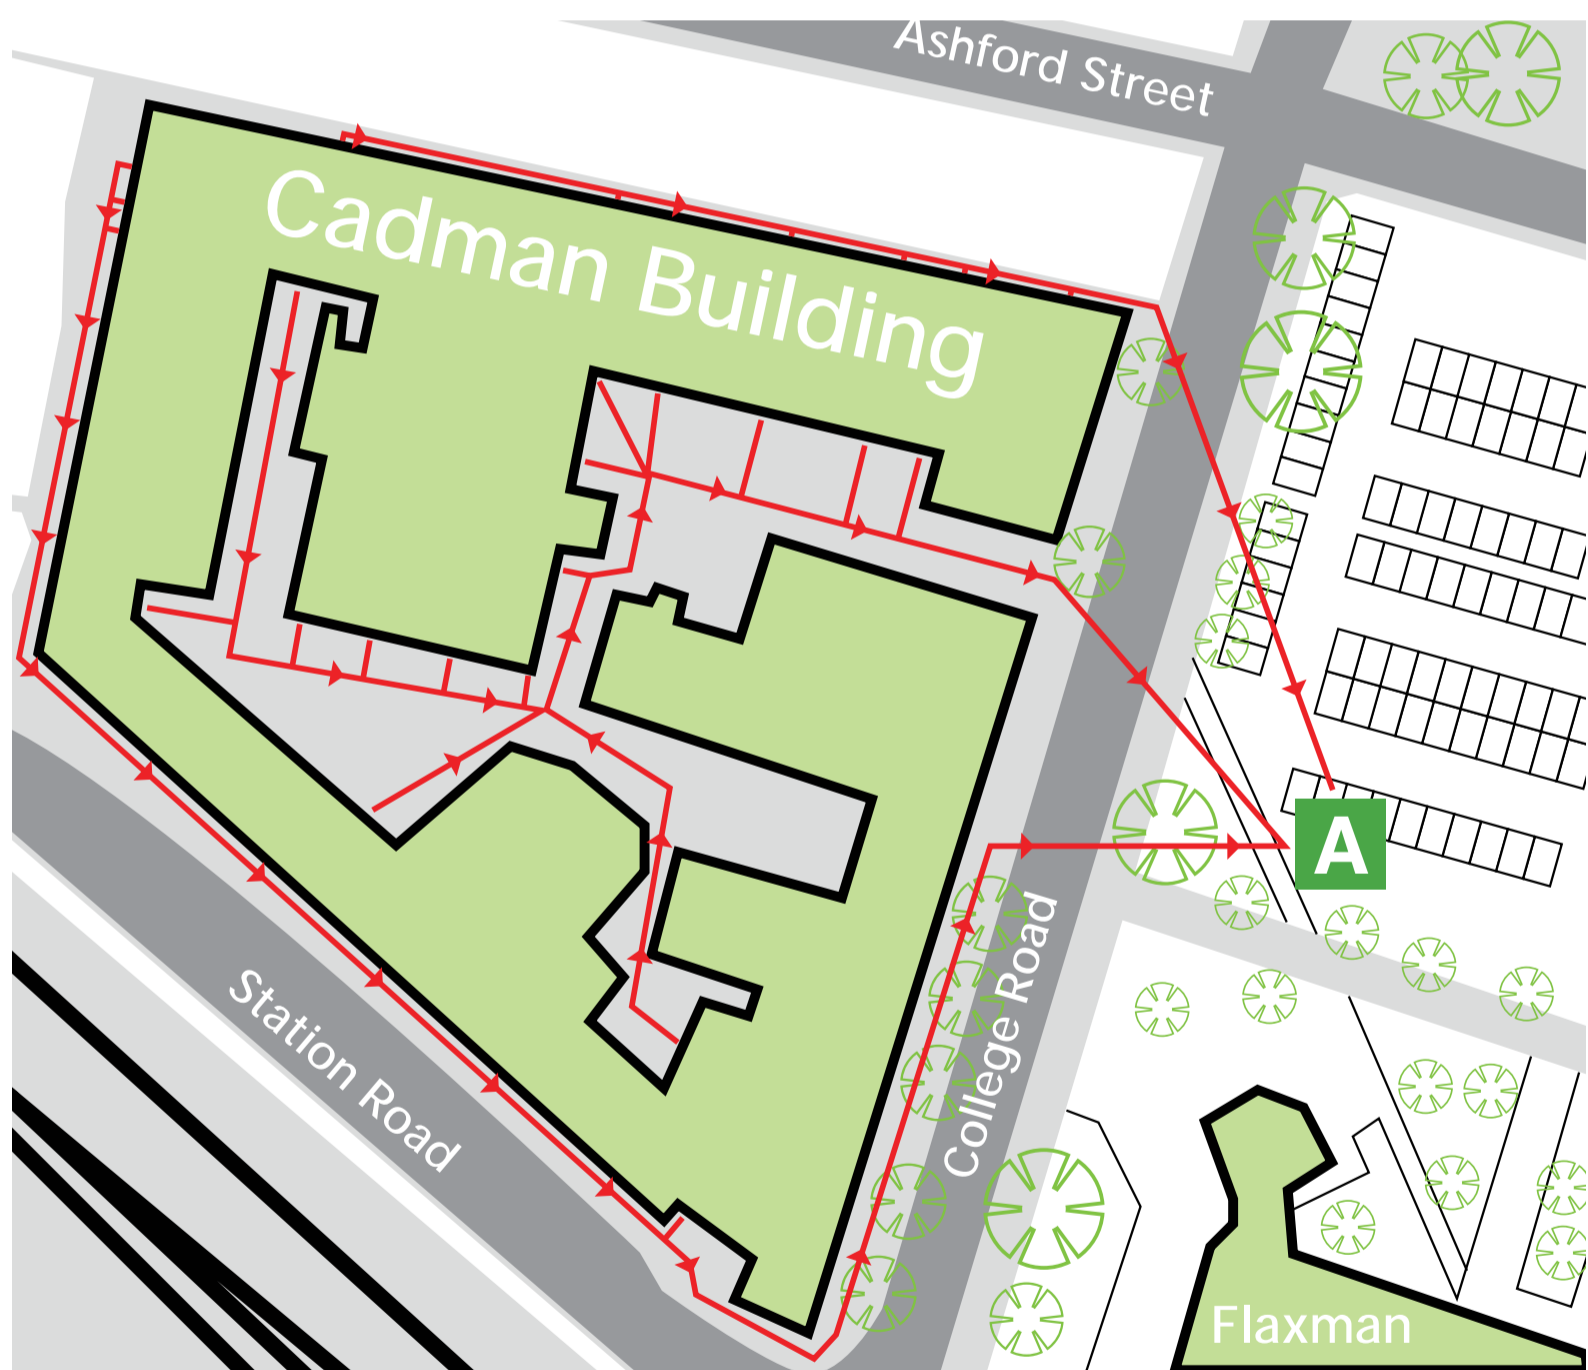 Ashford Street
Cadman Building
A
College Road
Station Road
Flaxman